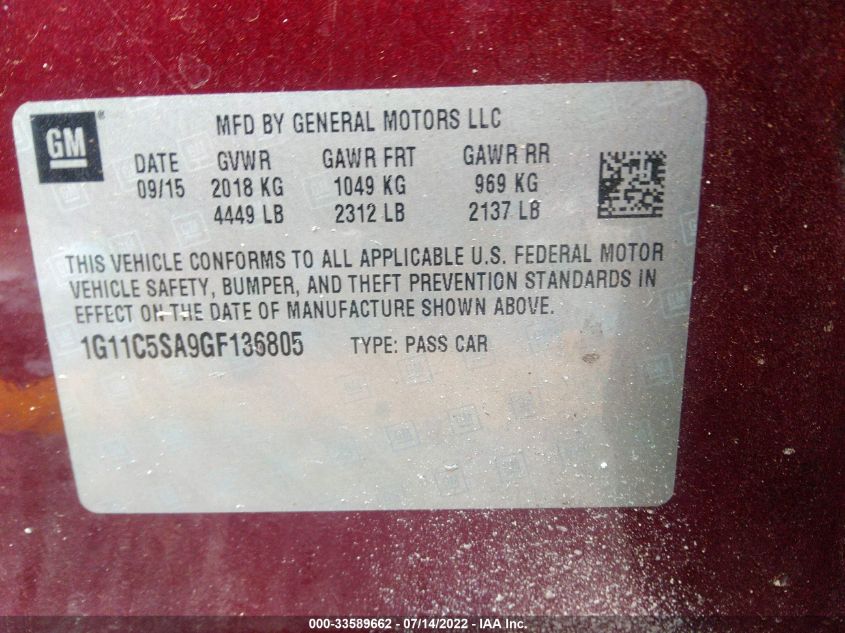 GM® MFD BY GENERAL MOTORS LLC
DATE GVWR GAWR FRT GAWR RR
09/15 2018 KG 1049 KG 969 KG
4449 LB 2312 LB 2137 LB
THIS VEHICLE CONFORMS TO ALL APPLICABLE U.S. FEDERAL MOTOR
VEHICLE SAFETY, BUMPER, AND THEFT PREVENTION STANDARDS IN
EFFECT ON THE DATE OF MANUFACTURE SHOWN ABOVE.
1G11C5SA9GF136805 TYPE: PASS CAR
000-33589662 - 07/14/2022 - IAA Inc.